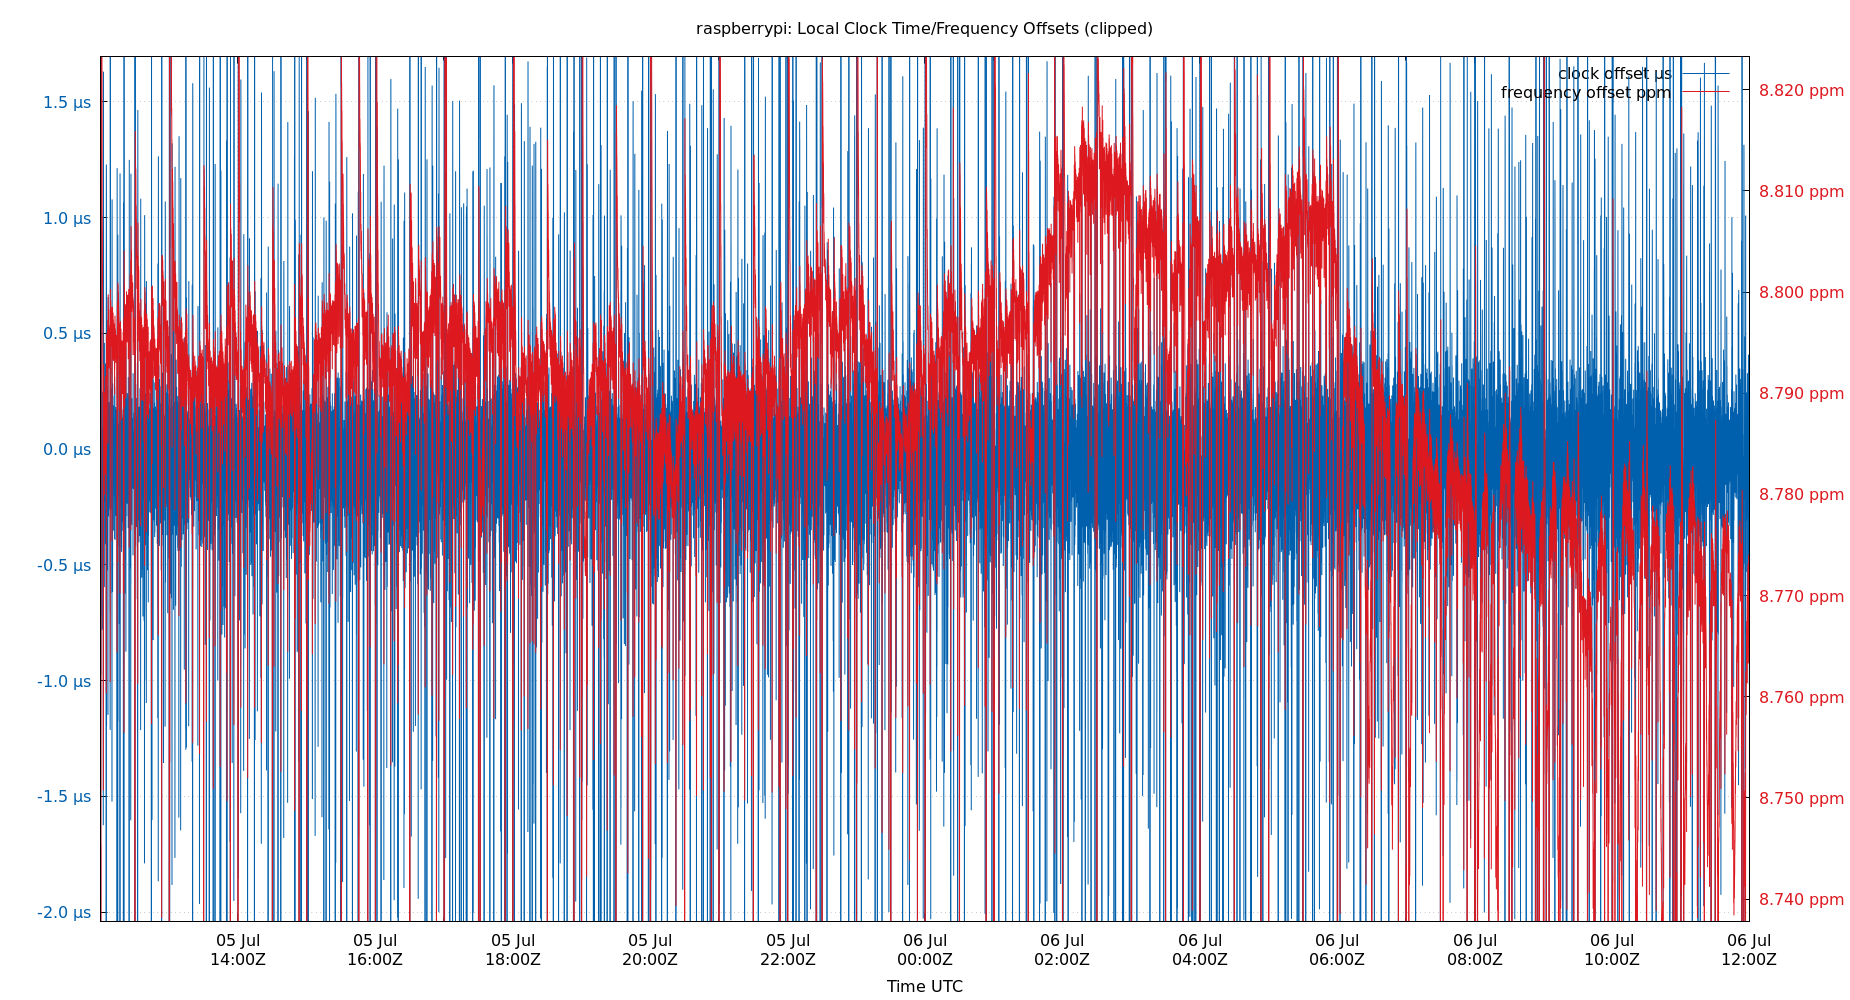 raspberrypi: Local Clock Time/Frequency Offsets (clipped)
clock offset µs
frequency offset ppm
1.5 µs
1.0 µs
0.5 µs
0.0 µs
-0.5 µs
-1.0 µs
-1.5 µs
-2.0 µs
8.820 ppm
8.810 ppm
8.800 ppm
8.790 ppm
8.780 ppm
8.770 ppm
8.760 ppm
8.750 ppm
8.740 ppm
05 Jul 05 Jul 05 Jul 05 Jul 05 Jul 06 Jul 06 Jul 06 Jul 06 Jul 06 Jul 06 Jul 06 Jul
14:00Z 16:00Z 18:00Z 20:00Z 22:00Z 00:00Z 02:00Z 04:00Z 06:00Z 08:00Z 10:00Z 12:00Z
Time UTC